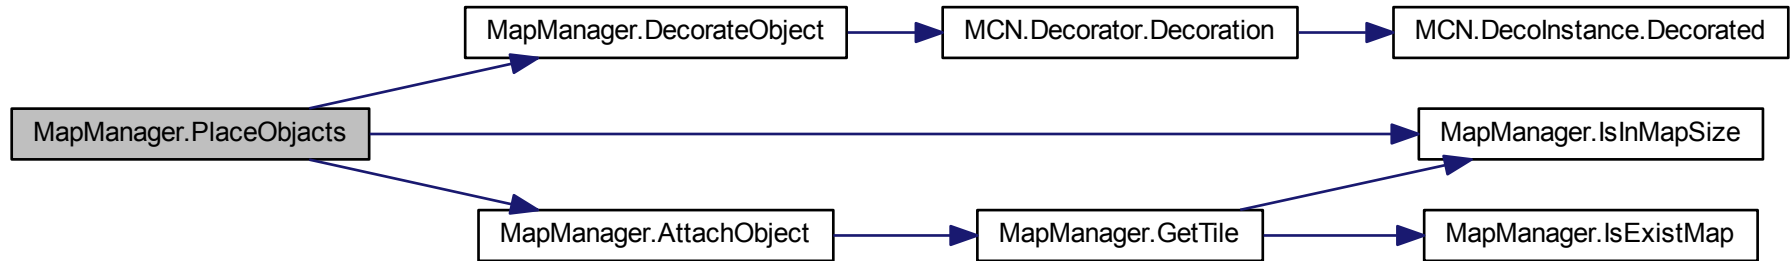 MapManager.DecorateObject
MCN.Decorator.Decoration
MCN.DecoInstance.Decorated
MapManager.PlaceObjacts
MapManager.IsInMapSize
MapManager.AttachObject
MapManager.GetTile
MapManager.IsExistMap